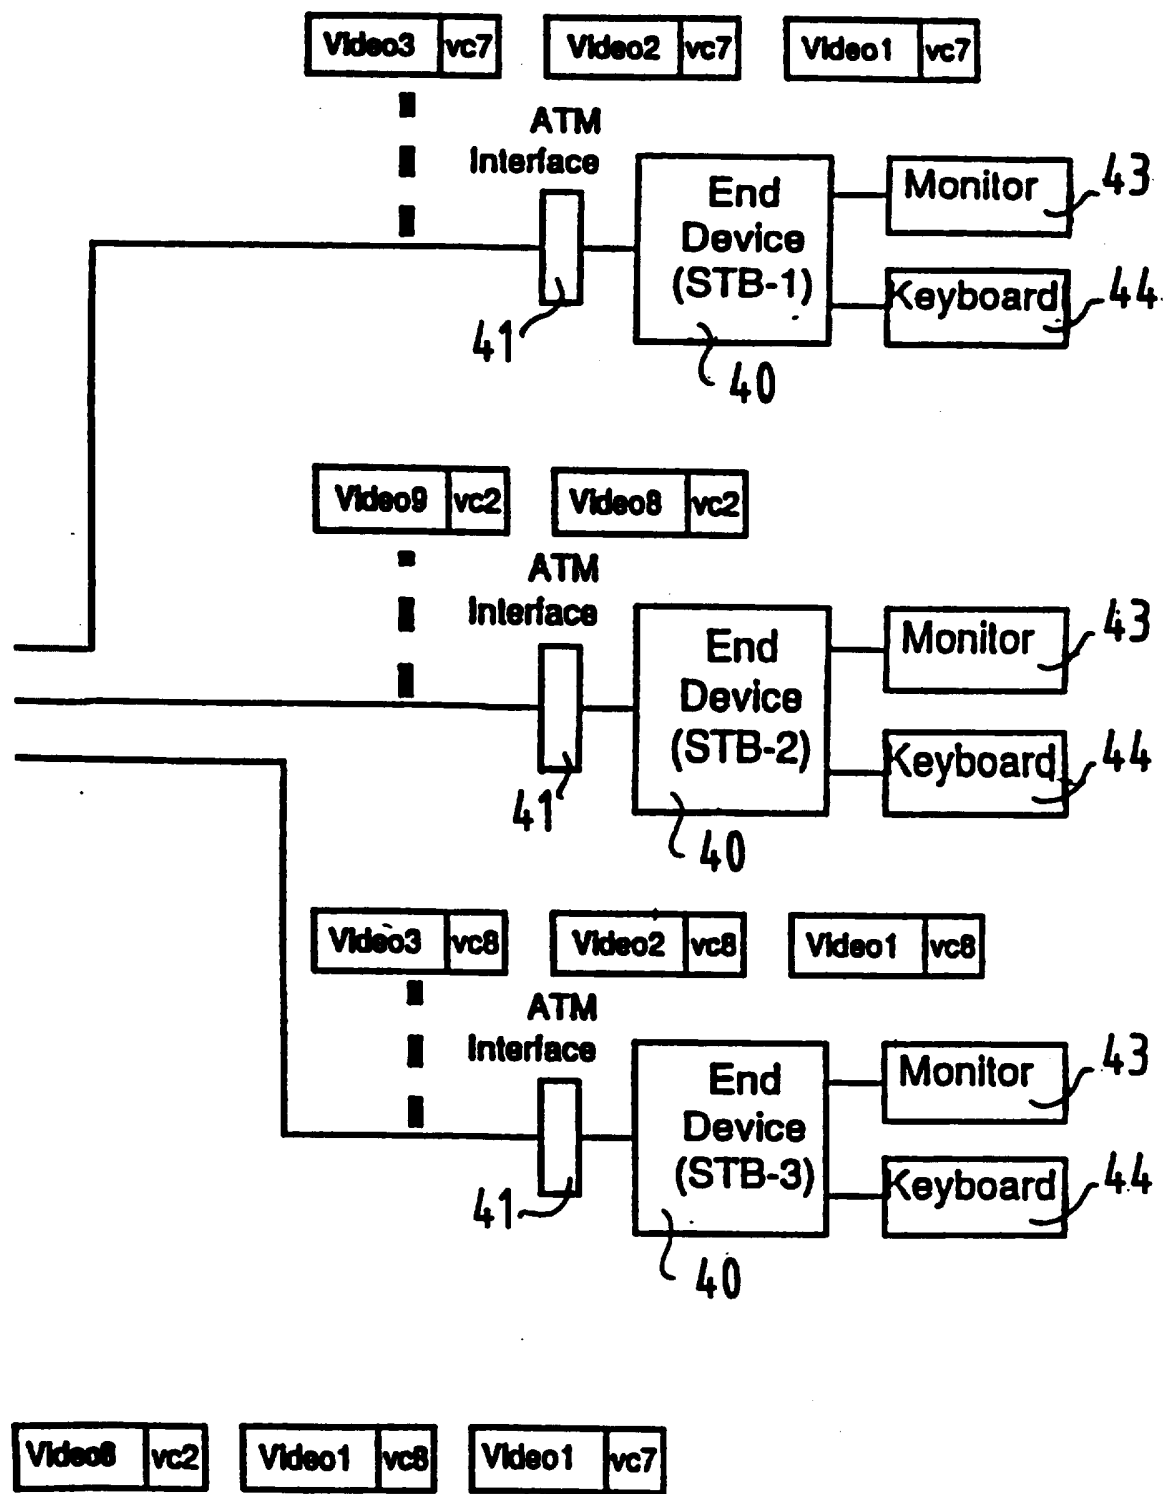 Video3 vc7 Video2 vc7 Video1 vc7
ATM
Interface
End
Device
(STB-1)
Monitor
43
Keyboard
44
41
40
Video9 vc2 Video8 vc2
ATM
Interface
End
Device
(STB-2)
Monitor
43
Keyboard
44
41
40
Video3 vc8 Video2 vc8 Video1 vc8
ATM
Interface
End
Device
(STB-3)
Monitor
43
Keyboard
44
41
40
Video8 vc2 Video1 vc8 Video1 vc7